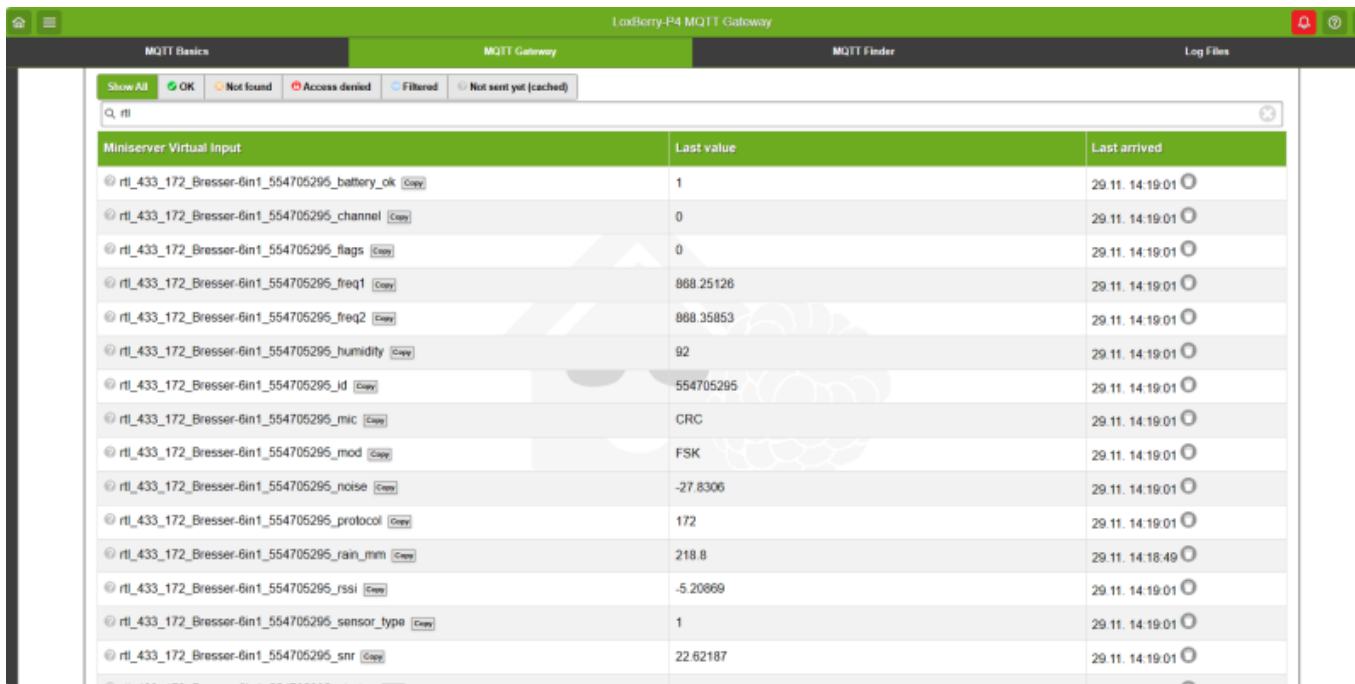 LoxBerry-P4 MQTT Gateway
MQTT Basics MQTT Gateway MQTT Finder Log Files
Show All OK Not found Access denied Filtered Not sent yet (cached)
rtl
Miniserver Virtual Input Last value Last arrived
rtl_433_172_Bresser-6in1_554705295_battery_ok Copy 1 29.11. 14:19:01
rtl_433_172_Bresser-6in1_554705295_channel Copy 0 29.11. 14:19:01
rtl_433_172_Bresser-6in1_554705295_flags Copy 0 29.11. 14:19:01
rtl_433_172_Bresser-6in1_554705295_freq1 Copy 868.25126 29.11. 14:19:01
rtl_433_172_Bresser-6in1_554705295_freq2 Copy 868.35853 29.11. 14:19:01
rtl_433_172_Bresser-6in1_554705295_humidity Copy 92 29.11. 14:19:01
rtl_433_172_Bresser-6in1_554705295_id Copy 554705295 29.11. 14:19:01
rtl_433_172_Bresser-6in1_554705295_mic Copy CRC 29.11. 14:19:01
rtl_433_172_Bresser-6in1_554705295_mod Copy FSK 29.11. 14:19:01
rtl_433_172_Bresser-6in1_554705295_noise Copy -27.8306 29.11. 14:19:01
rtl_433_172_Bresser-6in1_554705295_protocol Copy 172 29.11. 14:19:01
rtl_433_172_Bresser-6in1_554705295_rain_mm Copy 218.8 29.11. 14:18:49
rtl_433_172_Bresser-6in1_554705295_rssi Copy -5.20869 29.11. 14:19:01
rtl_433_172_Bresser-6in1_554705295_sensor_type Copy 1 29.11. 14:19:01
rtl_433_172_Bresser-6in1_554705295_snr Copy 22.62187 29.11. 14:19:01